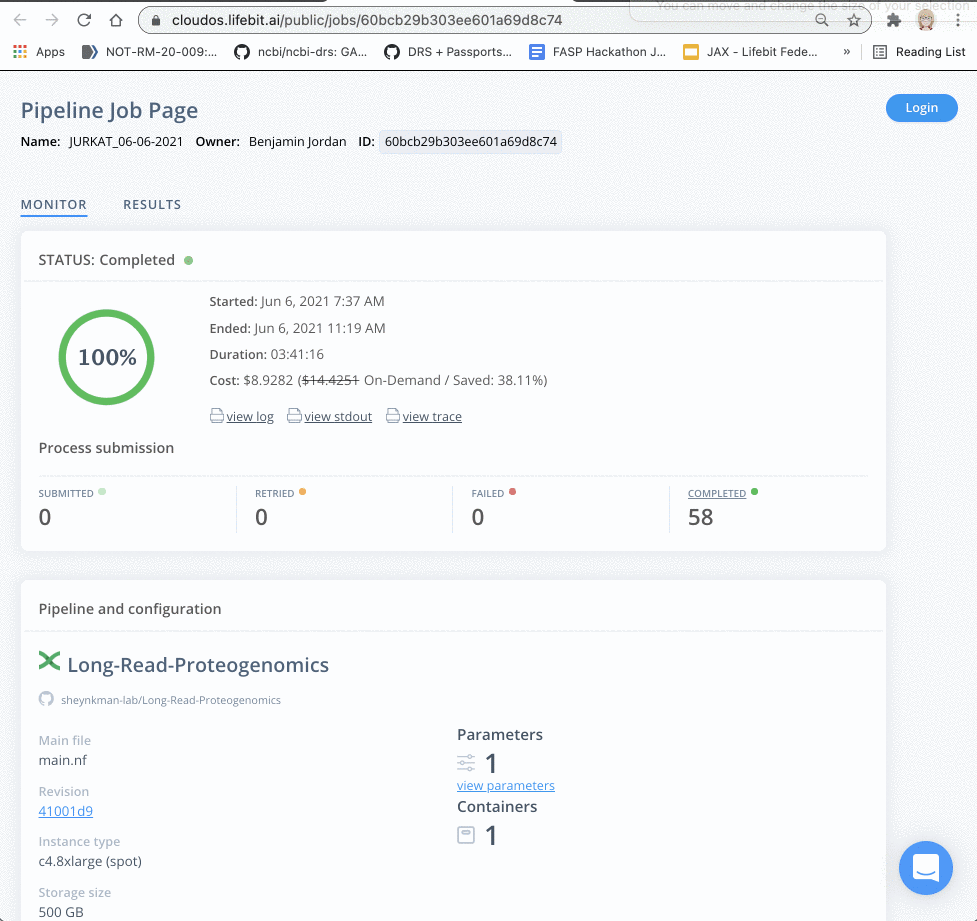 You can move and change the size of your selection
cloudos.lifebit.ai/public/jobs/60bcb29b303ee601a69d8c74
Apps NOT-RM-20-009:... ncbi/ncbi-drs: GA... DRS + Passports... FASP Hackathon J... JAX - Lifebit Fede... » Reading List
Pipeline Job Page
Login
Name: JURKAT_06-06-2021 Owner: Benjamin Jordan ID: 60bcb29b303ee601a69d8c74
MONITOR RESULTS
STATUS: Completed
100%
Started: Jun 6, 2021 7:37 AM
Ended: Jun 6, 2021 11:19 AM
Duration: 03:41:16
Cost: $8.9282 ($14.4251 On-Demand / Saved: 38.11%)
view log view stdout view trace
Process submission
SUBMITTED RETRIED FAILED COMPLETED
0 0 0 58
Pipeline and configuration
Long-Read-Proteogenomics
sheynkman-lab/Long-Read-Proteogenomics
Main file
main.nf
Revision
41001d9
Instance type
c4.8xlarge (spot)
Storage size
500 GB
Parameters
1
view parameters
Containers
1